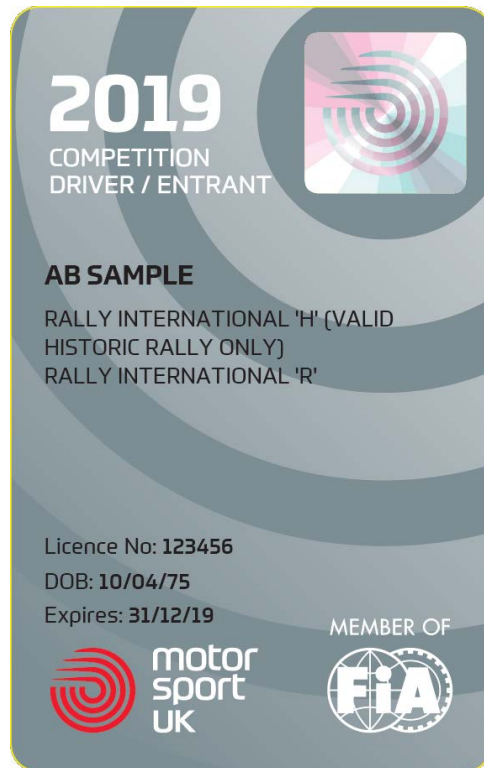 2019
COMPETITION
DRIVER / ENTRANT
AB SAMPLE
RALLY INTERNATIONAL 'H' (VALID
HISTORIC RALLY ONLY)
RALLY INTERNATIONAL 'R'
Licence No: 123456
DOB: 10/04/75
Expires: 31/12/19
motor
sport
UK
MEMBER OF
FiA